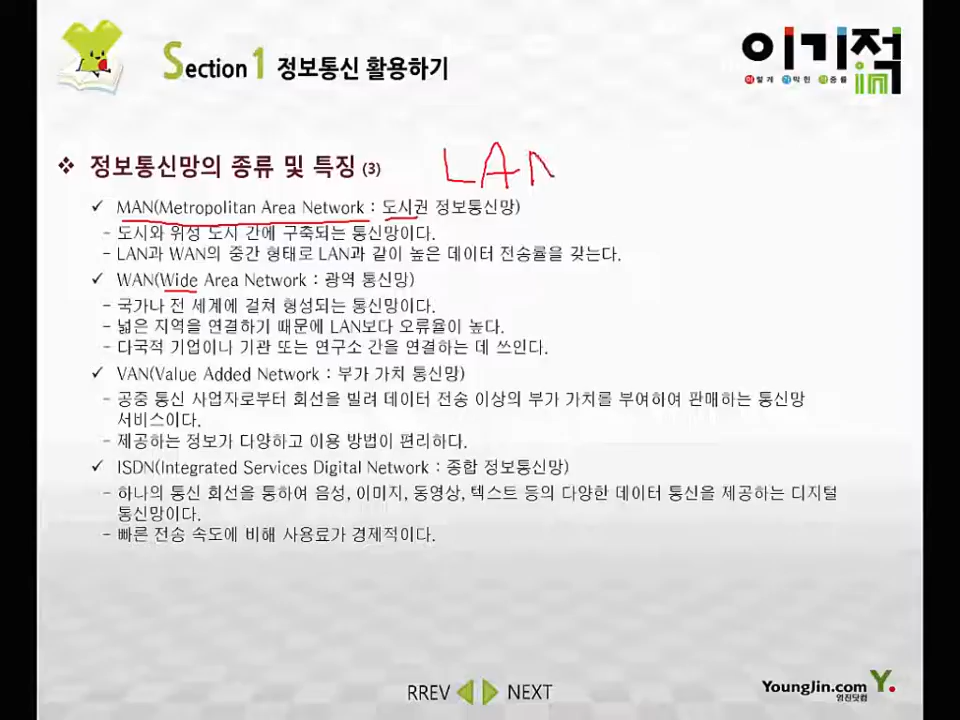 Section 1 정보통신 활용하기
이기적in
이렇게 기막힌 적중률
❖ 정보통신망의 종류 및 특징 (3)
LAN
✓ MAN(Metropolitan Area Network : 도시권 정보통신망)
- 도시와 위성 도시 간에 구축되는 통신망이다.
- LAN과 WAN의 중간 형태로 LAN과 같이 높은 데이터 전송률을 갖는다.
✓ WAN(Wide Area Network : 광역 통신망)
- 국가나 전 세계에 걸쳐 형성되는 통신망이다.
- 넓은 지역을 연결하기 때문에 LAN보다 오류율이 높다.
- 다국적 기업이나 기관 또는 연구소 간을 연결하는 데 쓰인다.
✓ VAN(Value Added Network : 부가 가치 통신망)
- 공중 통신 사업자로부터 회선을 빌려 데이터 전송 이상의 부가 가치를 부여하여 판매하는 통신망
서비스이다.
- 제공하는 정보가 다양하고 이용 방법이 편리하다.
✓ ISDN(Integrated Services Digital Network : 종합 정보통신망)
- 하나의 통신 회선을 통하여 음성, 이미지, 동영상, 텍스트 등의 다양한 데이터 통신을 제공하는 디지털
통신망이다.
- 빠른 전송 속도에 비해 사용료가 경제적이다.
RREV NEXT
YoungJin.com Y.
영진닷컴